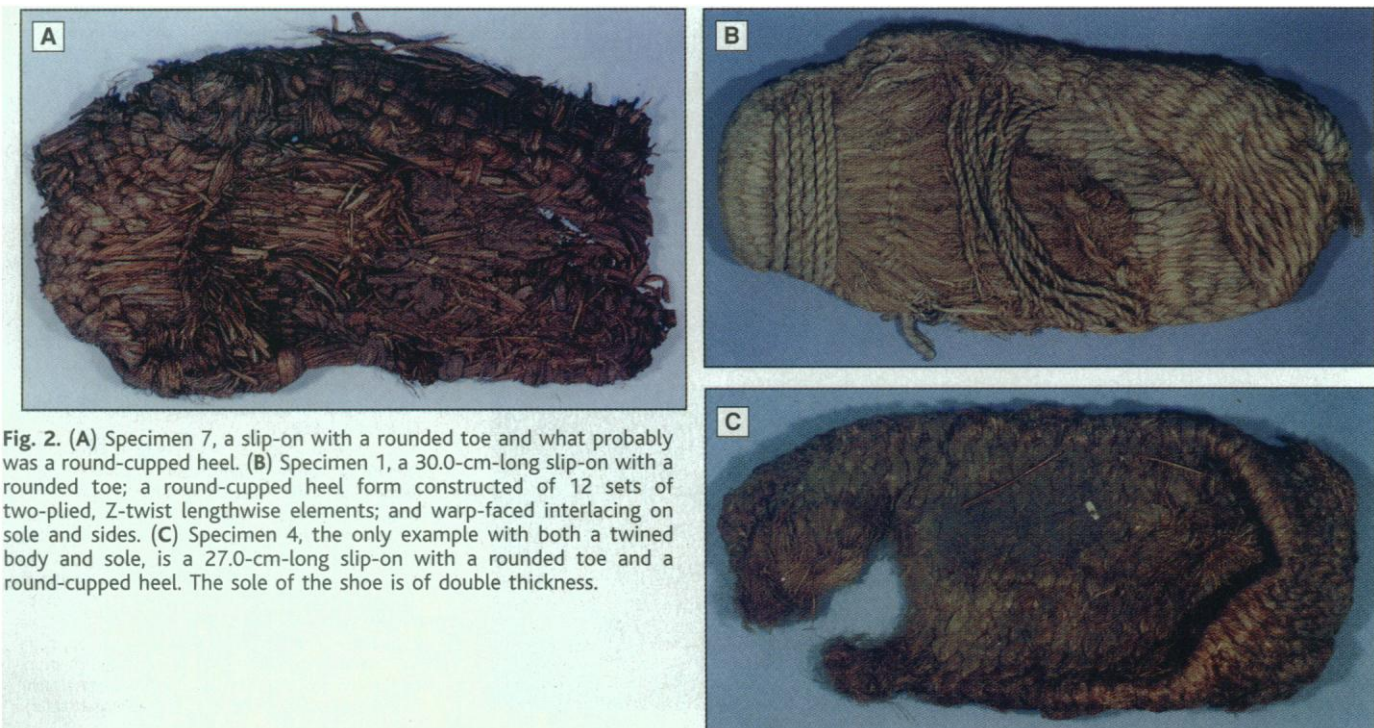 A
B
Fig. 2. (A) Specimen 7, a slip-on with a rounded toe and what probably
was a round-cupped heel. (B) Specimen 1, a 30.0-cm-long slip-on with a
rounded toe; a round-cupped heel form constructed of 12 sets of
two-plied, Z-twist lengthwise elements; and warp-faced interlacing on
sole and sides. (C) Specimen 4, the only example with both a twined
body and sole, is a 27.0-cm-long slip-on with a rounded toe and a
round-cupped heel. The sole of the shoe is of double thickness.
C